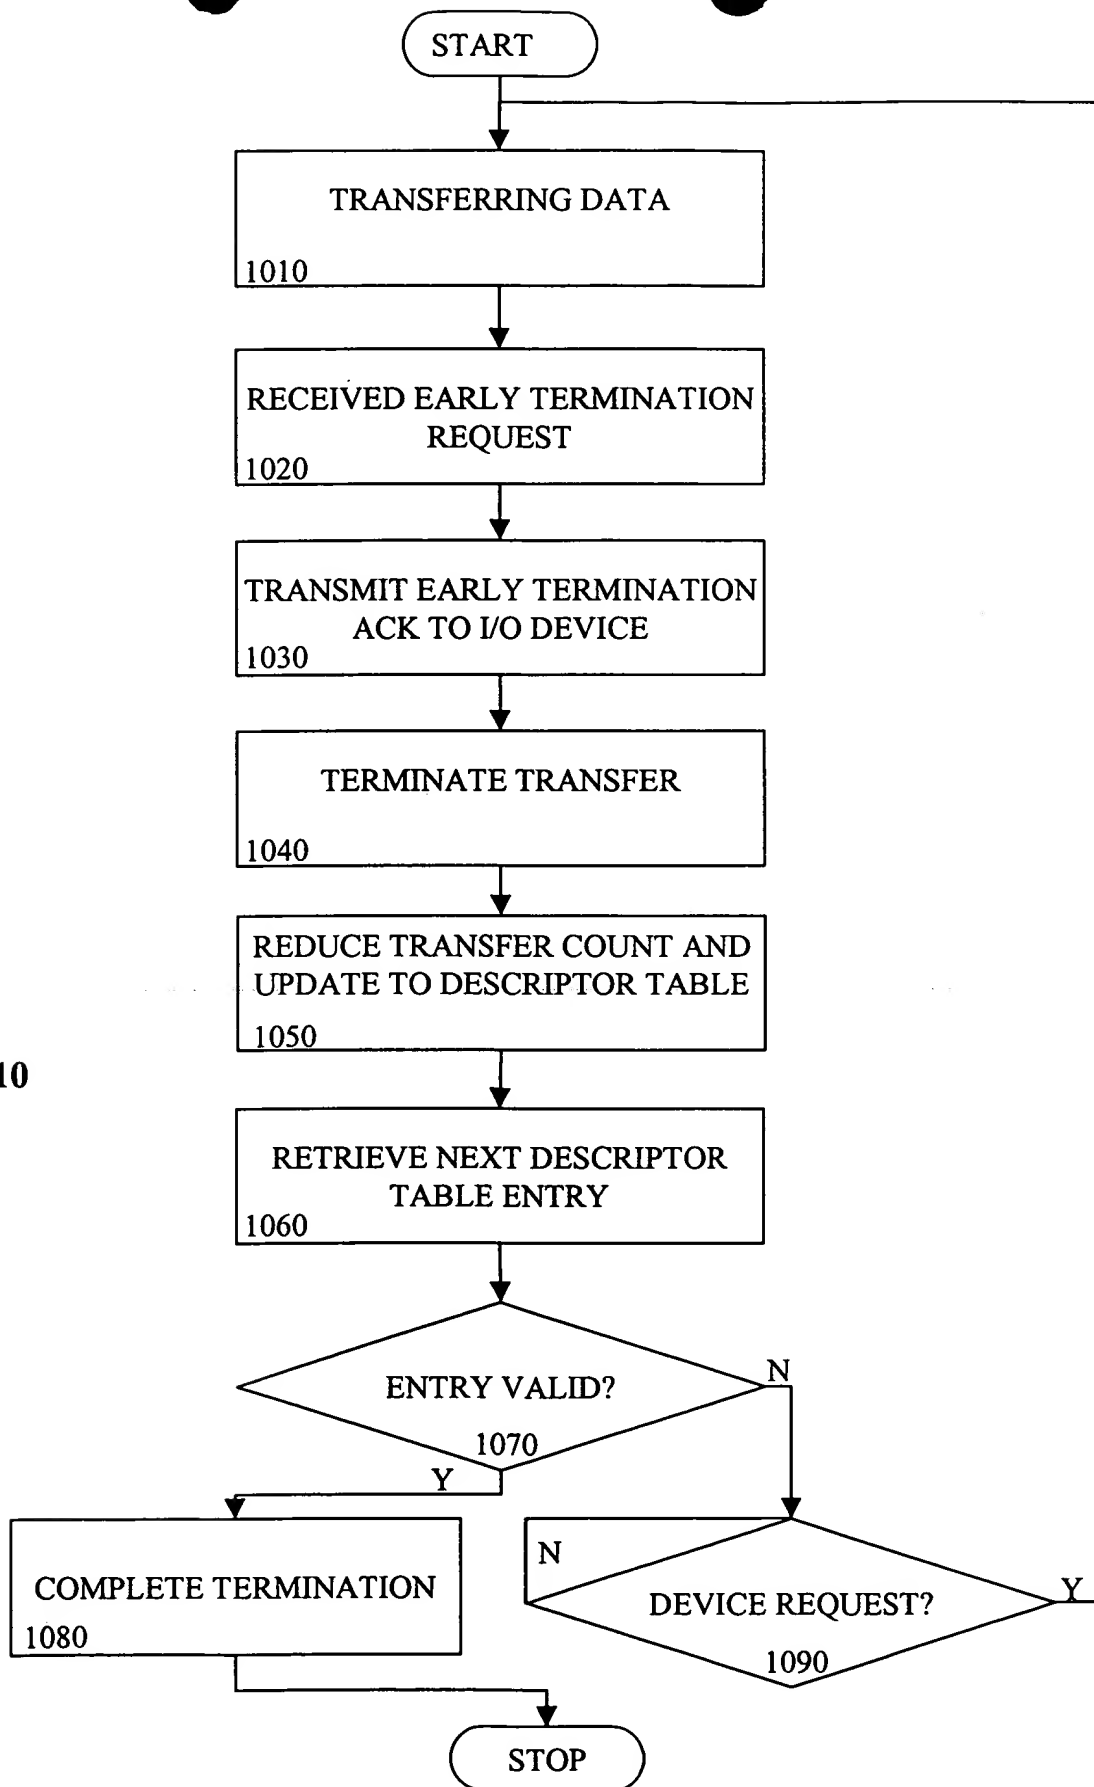 START
TRANSFERRING DATA
1010
RECEIVED EARLY TERMINATION
REQUEST
1020
TRANSMIT EARLY TERMINATION
ACK TO I/O DEVICE
1030
TERMINATE TRANSFER
1040
REDUCE TRANSFER COUNT AND
UPDATE TO DESCRIPTOR TABLE
1050
10
RETRIEVE NEXT DESCRIPTOR
TABLE ENTRY
1060
ENTRY VALID?
1070
N
Y
COMPLETE TERMINATION
1080
N
DEVICE REQUEST?
1090
Y
STOP